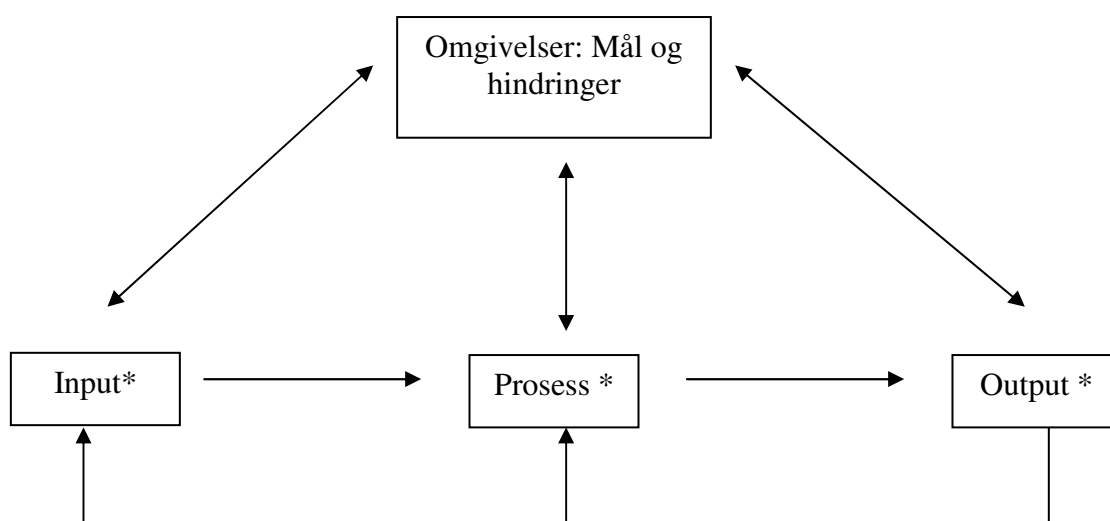 Omgivelser: Mål og
hindringer
Input*
Prosess *
Output *